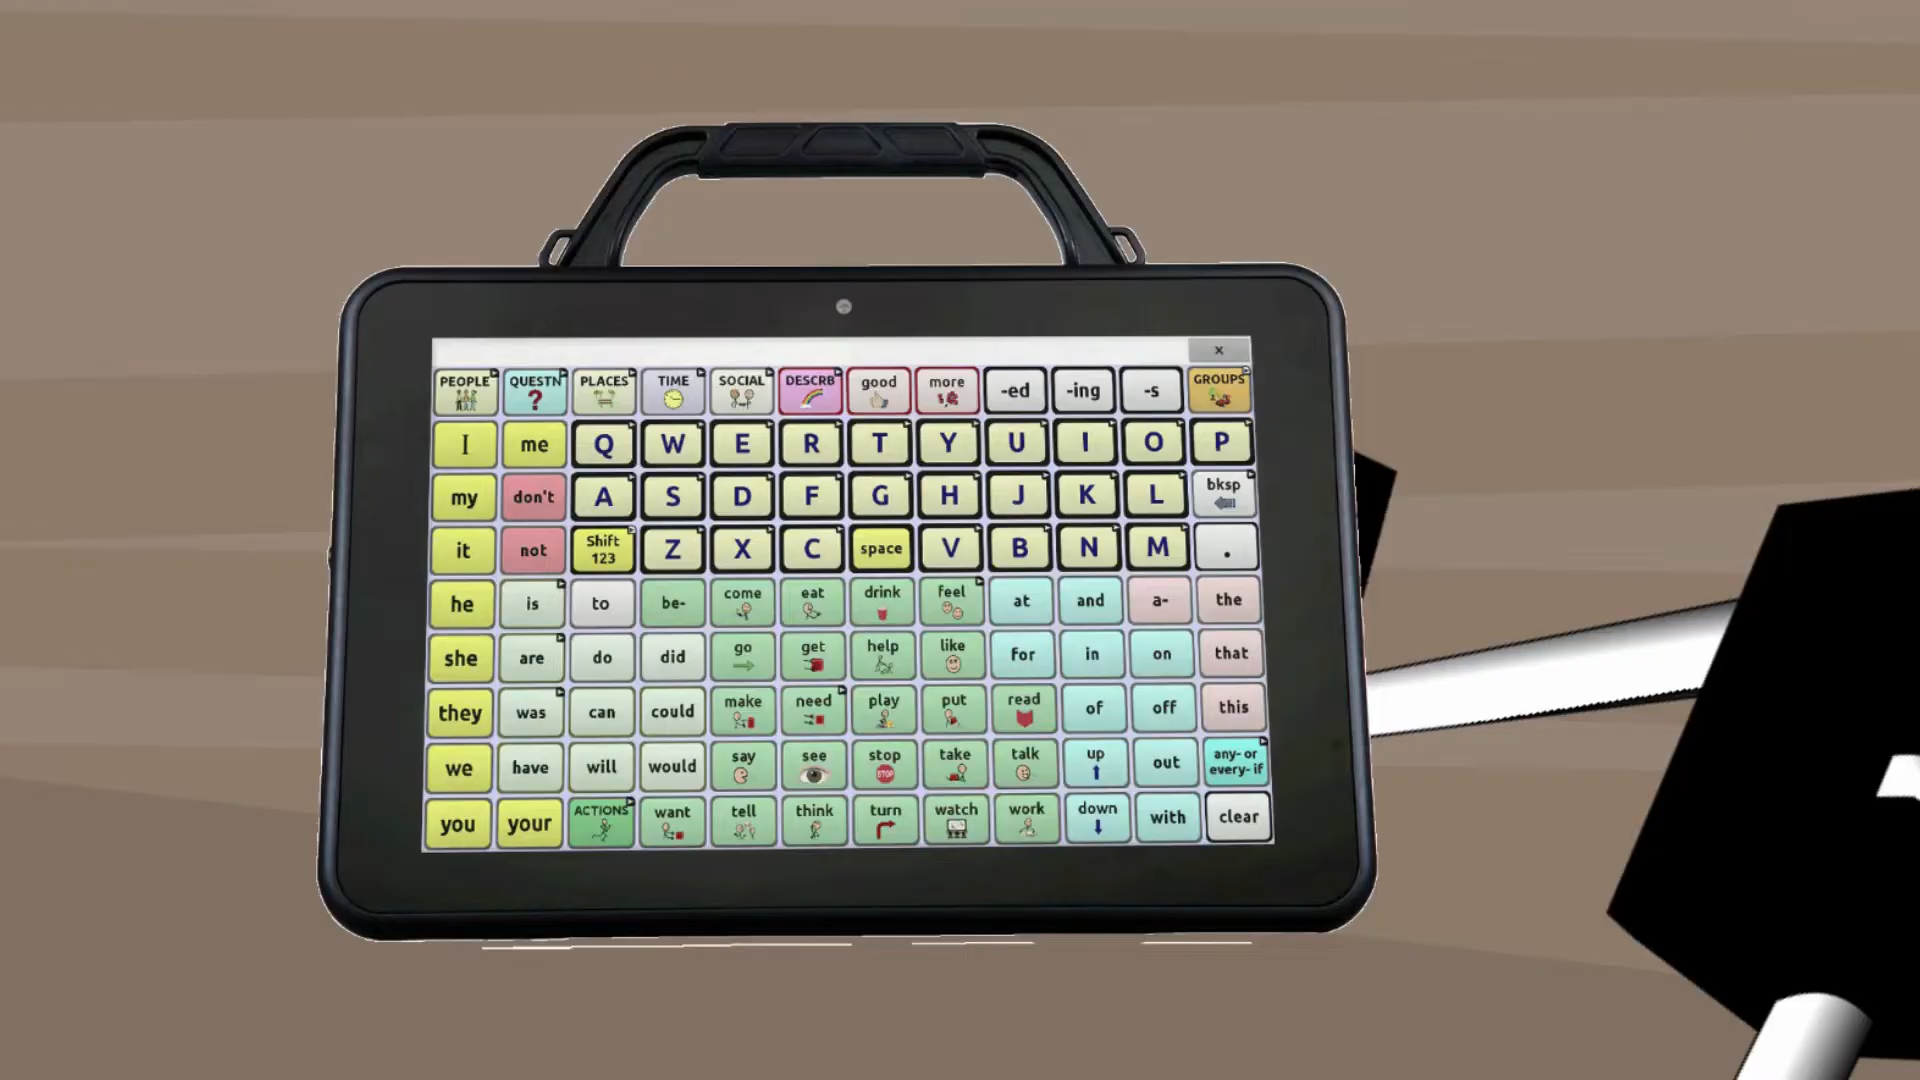 ×
PEOPLE QUESTN PLACES TIME SOCIAL DESCRB good more -ed -ing -s GROUPS
?
I me Q W E R T Y U I O P
my don't A S D F G H J K L bksp
it not Shift 123 Z X C space V B N M .
he is to be- come eat drink feel at and a- the
she are do did go get help like for in on that
they was can could make need play put read of off this
we have will would say see stop take talk up out any- or every- if
STOP
you your ACTIONS want tell think turn watch work down with clear